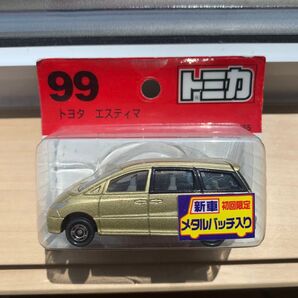 99
トミカ
トヨタ エスティマ
新車 初回限定
メタルバッチ入り